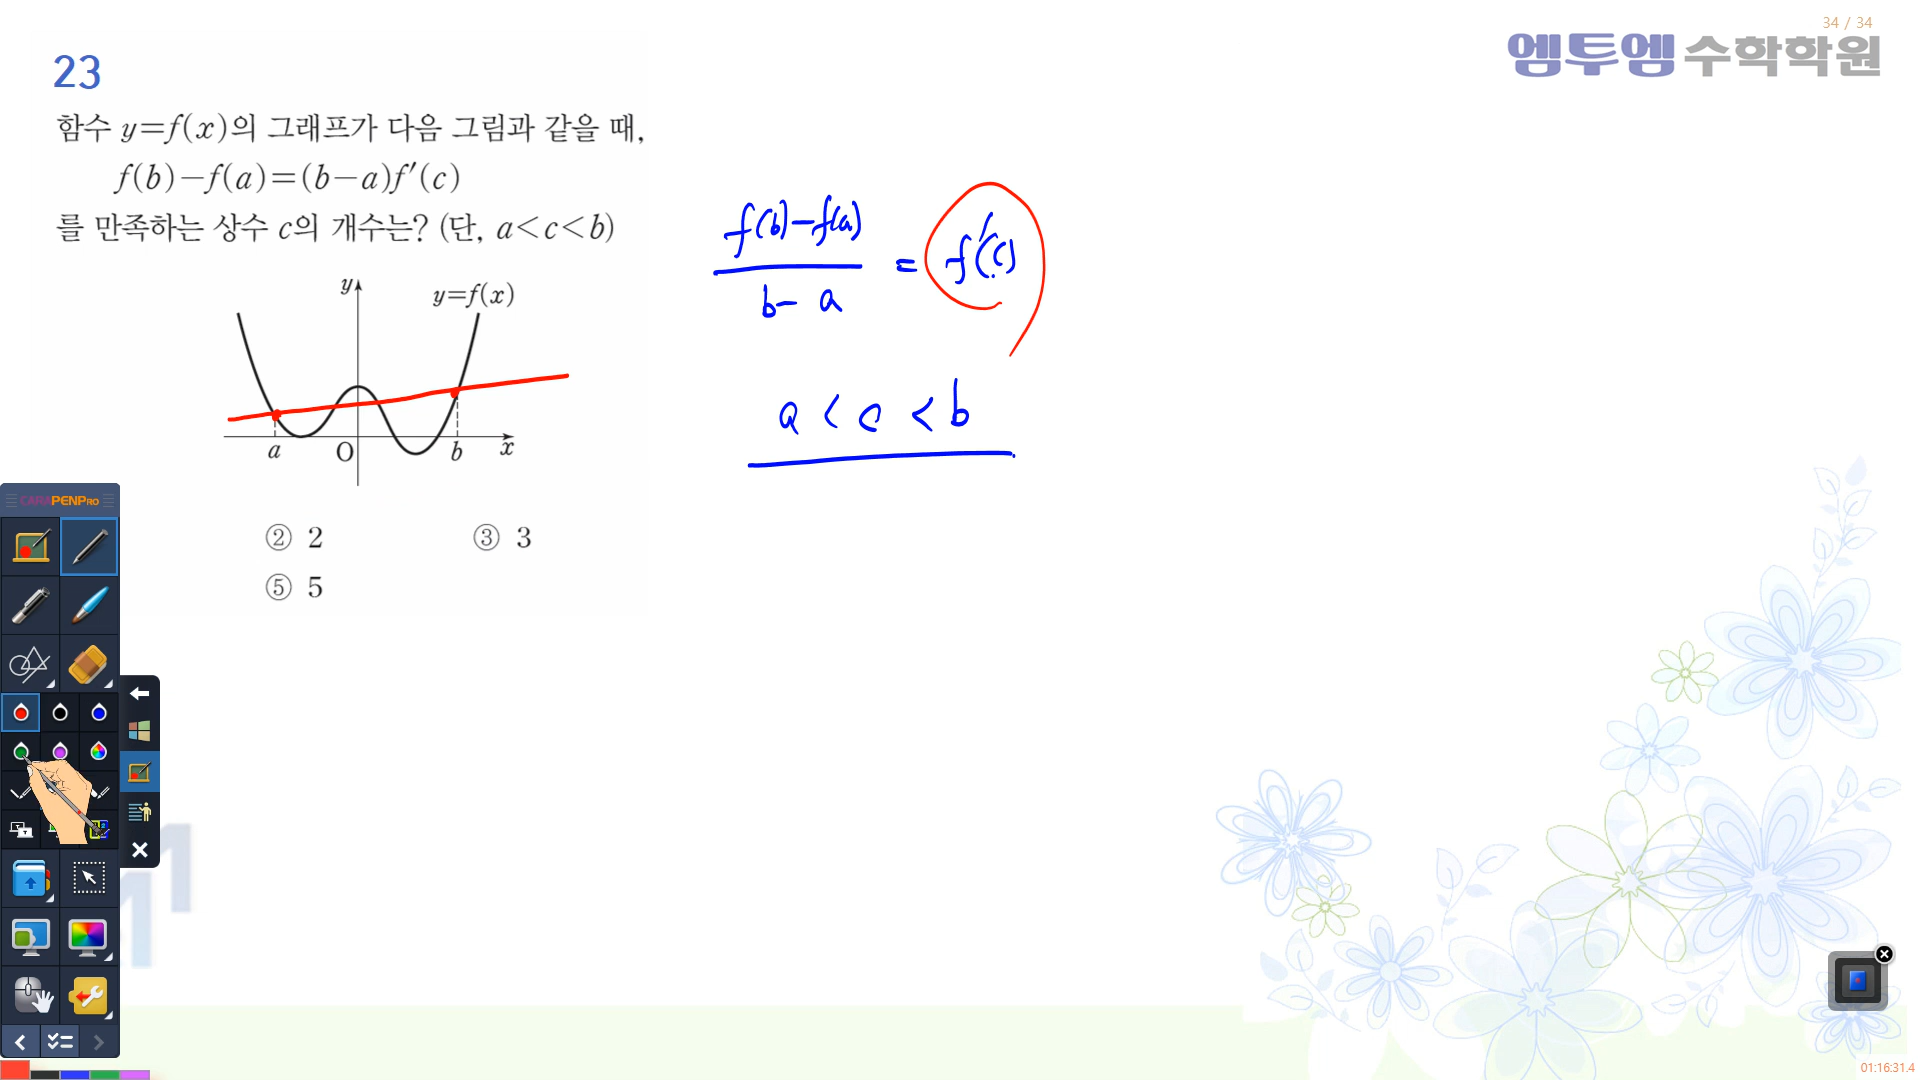 34 / 34
엠투엠 수학학원
23
함수 y=f(x)의 그래프가 다음 그림과 같을 때,
f(b)−f(a)=(b−a)f′(c)
를 만족하는 상수 c의 개수는? (단, a<c<b)
y
y=f(x)
a
O
b
x
② 2
③ 3
⑤ 5
f(b)−f(a)
b− a
= f′(c)
a < c < b
CARAPENPRO
01:16:31.4